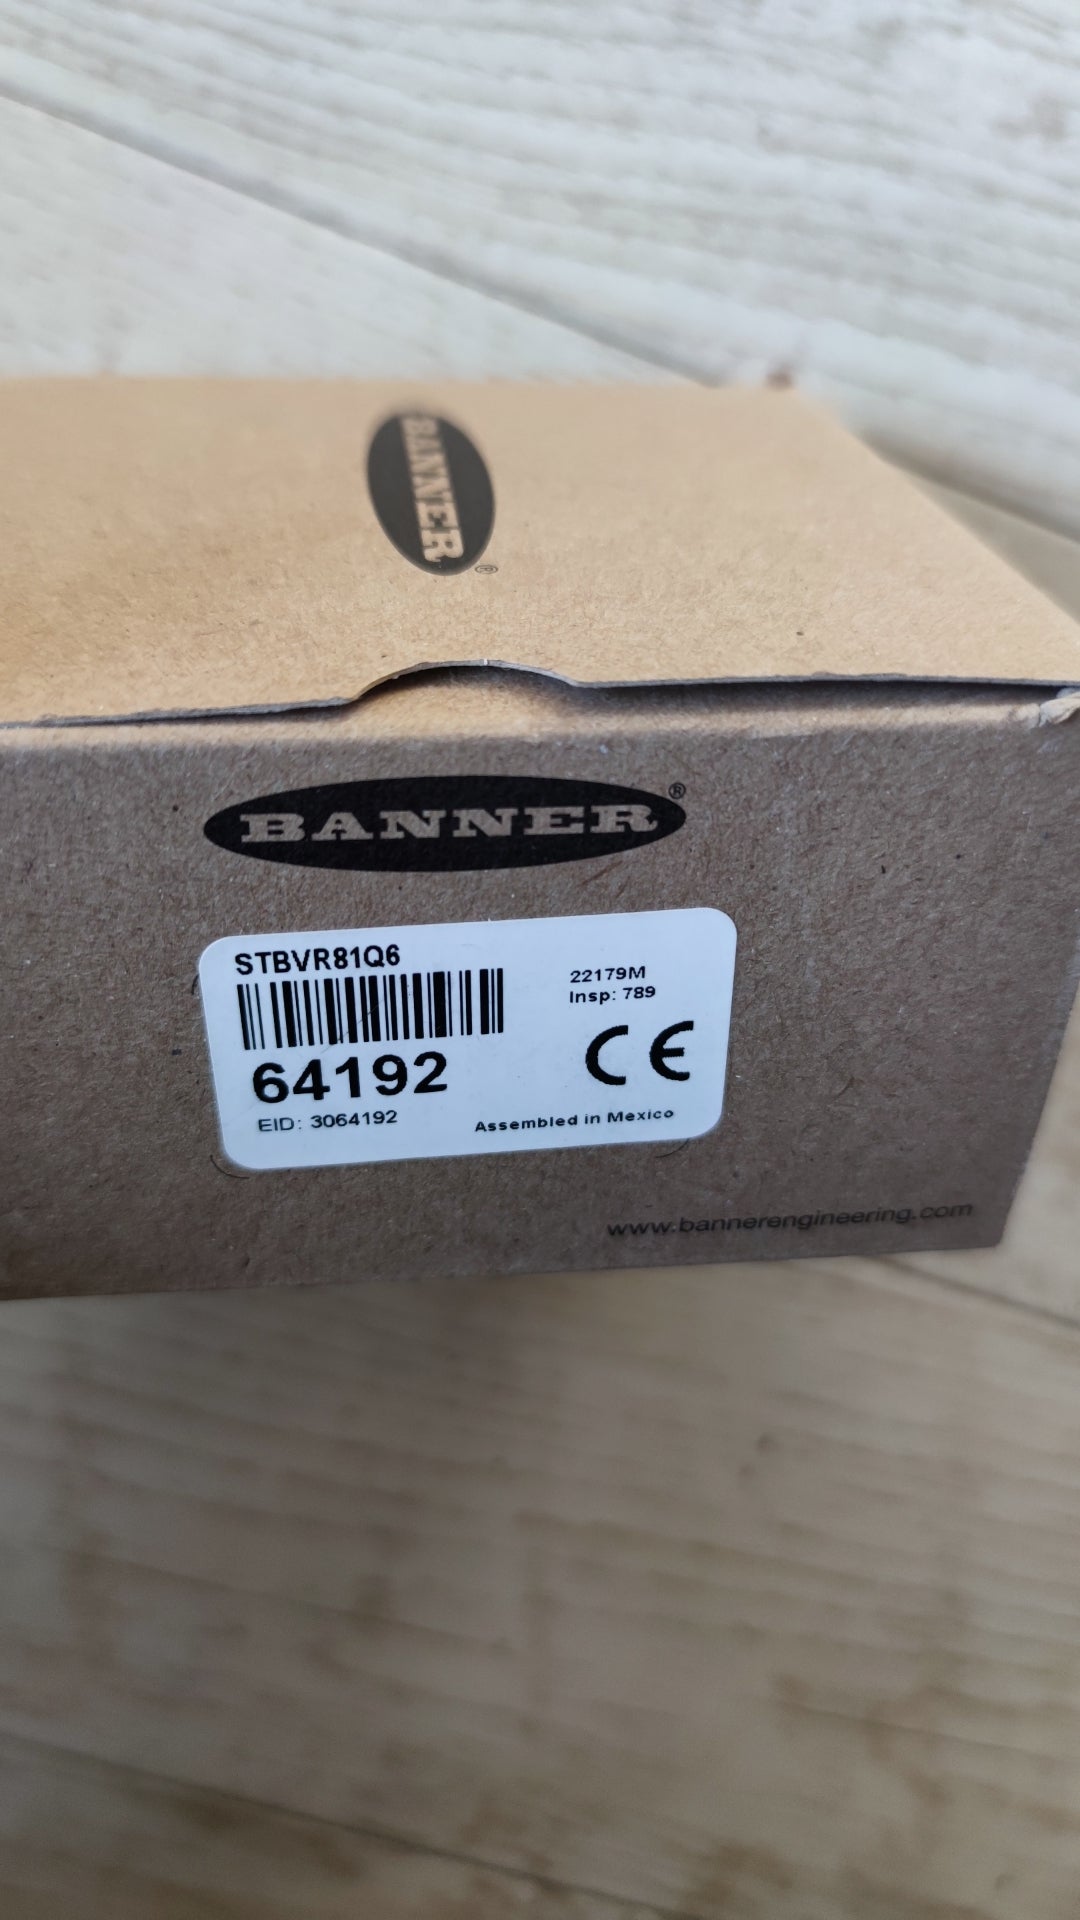 BANNER
®
BANNER®
STBVR81Q6
22179M
Insp: 789
64192
CE
EID: 3064192
Assembled in Mexico
www.bannerengineering.com